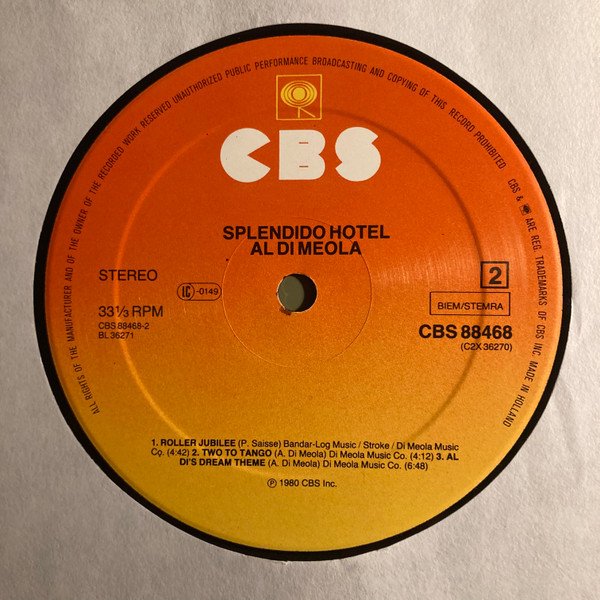 ALL RIGHTS OF THE MANUFACTURER AND OF THE OWNER OF THE RECORDED WORK RESERVED UNAUTHORIZED PUBLIC PERFORMANCE BROADCASTING AND COPYING OF THIS RECORD PROHIBITED
CBS & ARE REG. TRADEMARKS OF CBS INC. MADE IN HOLLAND
CBS
SPLENDIDO HOTEL
AL DI MEOLA
STEREO
LC-0149
2
33⅓ RPM
BIEM/STEMRA
CBS 88468-2
CBS 88468
BL 36271
(C2X 36270)
1. ROLLER JUBILEE (P. Saisse) Bandar-Log Music / Stroke / Di Meola Music
Co. (4:42) 2. TWO TO TANGO (A. Di Meola) Di Meola Music Co. (4:12) 3. AL
DI'S DREAM THEME (A. Di Meola) Di Meola Music Co. (6:48)
℗ 1980 CBS Inc.